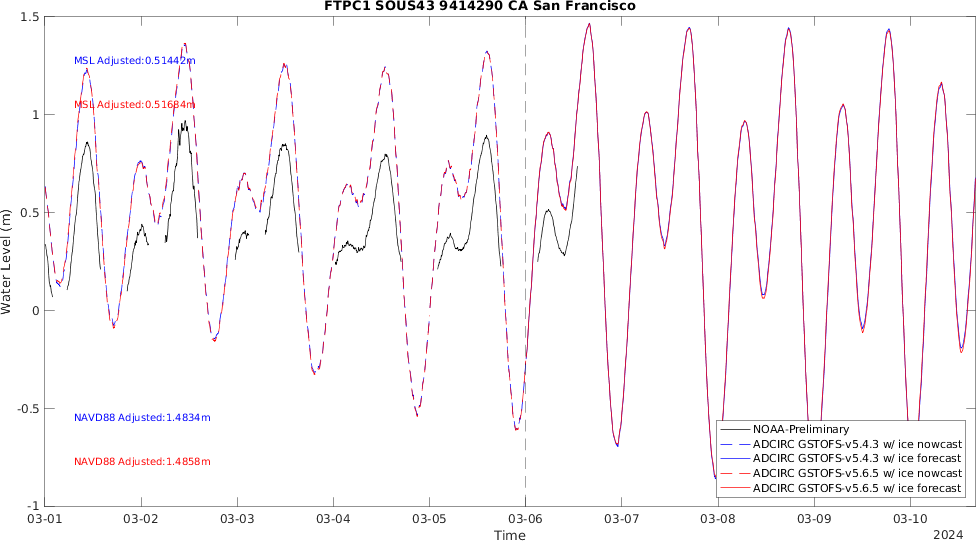 FTPC1 SOUS43 9414290 CA San Francisco
1.5
MSL Adjusted:0.51442m
MSL Adjusted:0.51684m
1
0.5
Water Level (m)
0
-0.5
NAVD88 Adjusted:1.4834m
NAVD88 Adjusted:1.4858m
NOAA-Preliminary
ADCIRC GSTOFS-v5.4.3 w/ ice nowcast
ADCIRC GSTOFS-v5.4.3 w/ ice forecast
ADCIRC GSTOFS-v5.6.5 w/ ice nowcast
ADCIRC GSTOFS-v5.6.5 w/ ice forecast
-1
03-01 03-02 03-03 03-04 03-05 03-06 03-07 03-08 03-09 03-10
Time
2024